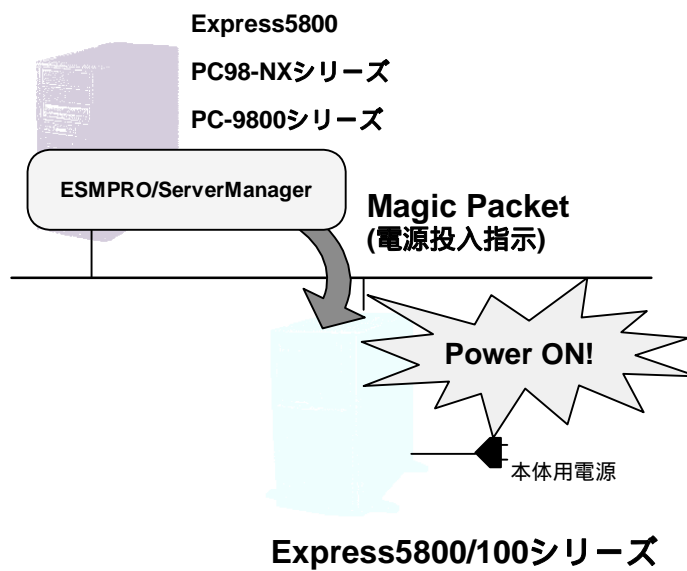 Express5800
PC98-NXシリーズ
PC-9800シリーズ
ESMPRO/ServerManager
Magic Packet
(電源投入指示)
Power ON!
本体用電源
Express5800/100シリーズ